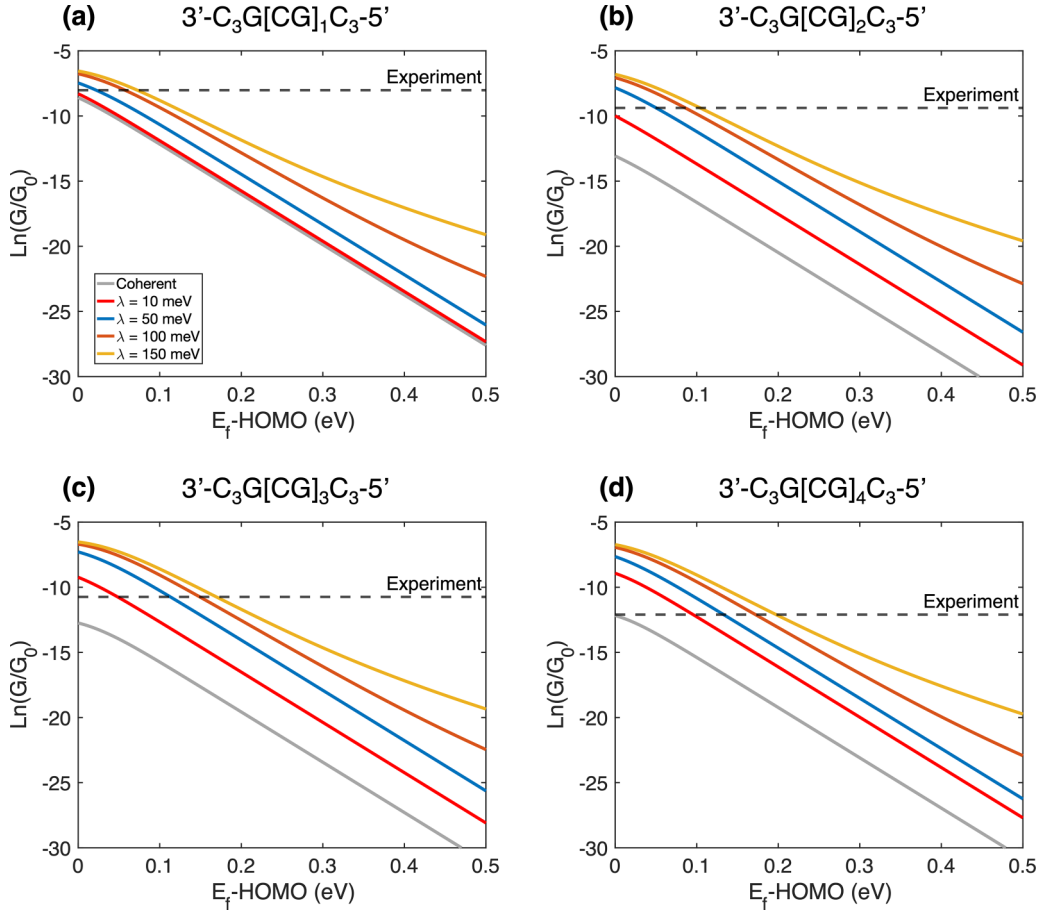 (a) 3’-C₃G[CG]₁C₃-5’
-5
-10
-15
-20
-25
-30
Ln(G/G₀)
Experiment
Coherent
λ = 10 meV
λ = 50 meV
λ = 100 meV
λ = 150 meV
0 0.1 0.2 0.3 0.4 0.5
E_f-HOMO (eV)
(b) 3’-C₃G[CG]₂C₃-5’
-5
-10
-15
-20
-25
-30
Ln(G/G₀)
Experiment
0 0.1 0.2 0.3 0.4 0.5
E_f-HOMO (eV)
(c) 3’-C₃G[CG]₃C₃-5’
-5
-10
-15
-20
-25
-30
Ln(G/G₀)
Experiment
0 0.1 0.2 0.3 0.4 0.5
E_f-HOMO (eV)
(d) 3’-C₃G[CG]₄C₃-5’
-5
-10
-15
-20
-25
-30
Ln(G/G₀)
Experiment
0 0.1 0.2 0.3 0.4 0.5
E_f-HOMO (eV)